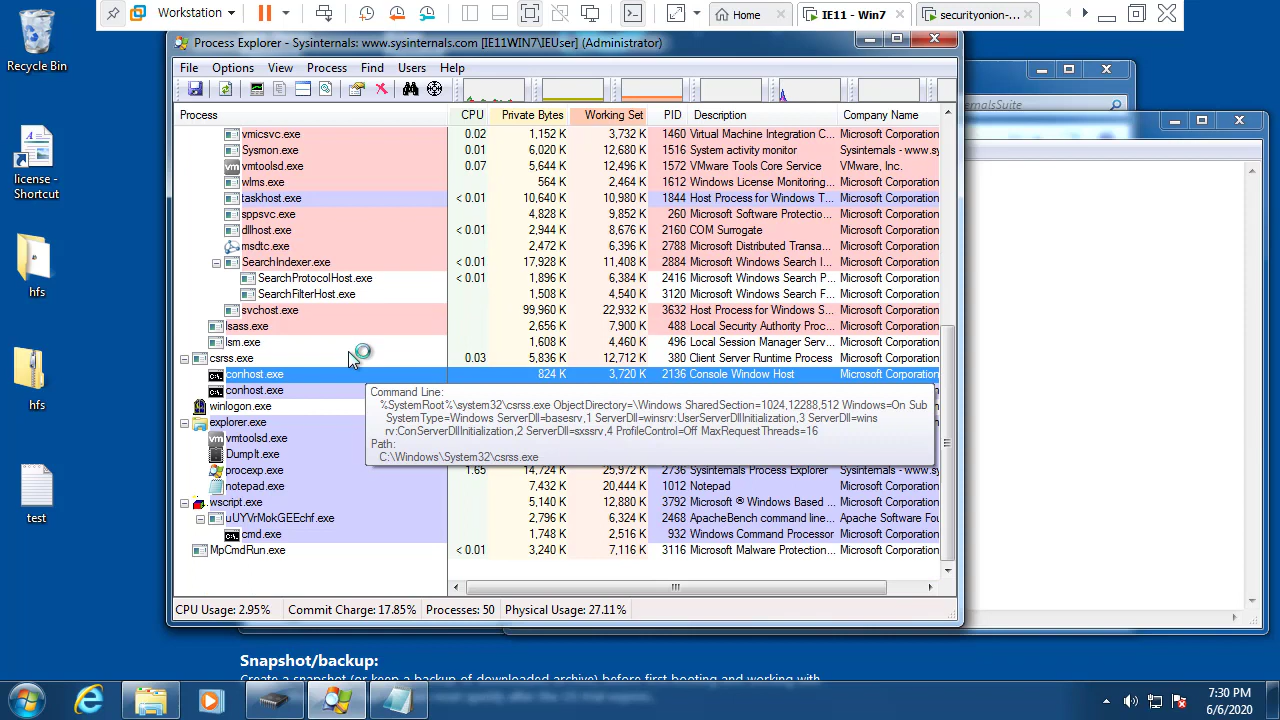 Workstation
Home
IE11 - Win7
securityonion-...
Recycle Bin
license -
Shortcut
hfs
hfs
test
Process Explorer - Sysinternals: www.sysinternals.com [IE11WIN7\IEUser] (Administrator)
File Options View Process Find Users Help
Process CPU Private Bytes Working Set PID Description Company Name
vmicsvc.exe 0.02 1,152 K 3,732 K 1460 Virtual Machine Integration C... Microsoft Corporation
Sysmon.exe 0.01 6,020 K 12,680 K 1516 System activity monitor Sysinternals - www.sy
vmtoolsd.exe 0.07 5,644 K 12,496 K 1572 VMware Tools Core Service VMware, Inc.
wlms.exe 564 K 2,464 K 1612 Windows License Monitoring... Microsoft Corporation
taskhost.exe < 0.01 10,640 K 10,980 K 1844 Host Process for Windows T... Microsoft Corporation
sppsvc.exe 4,828 K 9,852 K 260 Microsoft Software Protectio... Microsoft Corporation
dllhost.exe < 0.01 2,944 K 8,676 K 2160 COM Surrogate Microsoft Corporation
msdtc.exe 2,472 K 6,396 K 2788 Microsoft Distributed Transa... Microsoft Corporation
SearchIndexer.exe < 0.01 17,928 K 11,408 K 2884 Microsoft Windows Search I... Microsoft Corporation
SearchProtocolHost.exe < 0.01 1,896 K 6,384 K 2416 Microsoft Windows Search P... Microsoft Corporation
SearchFilterHost.exe 1,508 K 4,540 K 3120 Microsoft Windows Search F... Microsoft Corporation
svchost.exe 99,960 K 22,932 K 3632 Host Process for Windows S... Microsoft Corporation
lsass.exe 2,656 K 7,900 K 488 Local Security Authority Proc... Microsoft Corporation
lsm.exe 1,608 K 4,460 K 496 Local Session Manager Serv... Microsoft Corporation
csrss.exe 0.03 5,836 K 12,712 K 380 Client Server Runtime Process Microsoft Corporation
conhost.exe 824 K 3,720 K 2136 Console Window Host Microsoft Corporation
conhost.exe
winlogon.exe
explorer.exe
vmtoolsd.exe
DumpIt.exe
Command Line:
%SystemRoot%\system32\csrss.exe ObjectDirectory=\Windows SharedSection=1024,12288,512 Windows=On Sub
SystemType=Windows ServerDll=basesrv,1 ServerDll=winsrv:UserServerDllInitialization,3 ServerDll=wins
rv:ConServerDllInitialization,2 ServerDll=sxssrv,4 ProfileControl=Off MaxRequestThreads=16
Path:
C:\Windows\System32\csrss.exe
procexp.exe 1.65 14,724 K 25,972 K 2736 Sysinternals Process Explorer Sysinternals - www.sy
notepad.exe 7,432 K 20,444 K 1012 Notepad Microsoft Corporation
wscript.exe 5,140 K 12,880 K 3792 Microsoft ® Windows Based ... Microsoft Corporation
uUYVrMokGEEchf.exe 2,796 K 6,324 K 2468 ApacheBench command line... Apache Software Fou
cmd.exe 1,748 K 2,516 K 932 Windows Command Processor Microsoft Corporation
MpCmdRun.exe < 0.01 3,240 K 7,116 K 3116 Microsoft Malware Protection... Microsoft Corporation
CPU Usage: 2.95% Commit Charge: 17.85% Processes: 50 Physical Usage: 27.11%
Snapshot/backup:
Create a snapshot (or keep a backup of downloaded archive) before first booting and working with
7:30 PM
6/6/2020